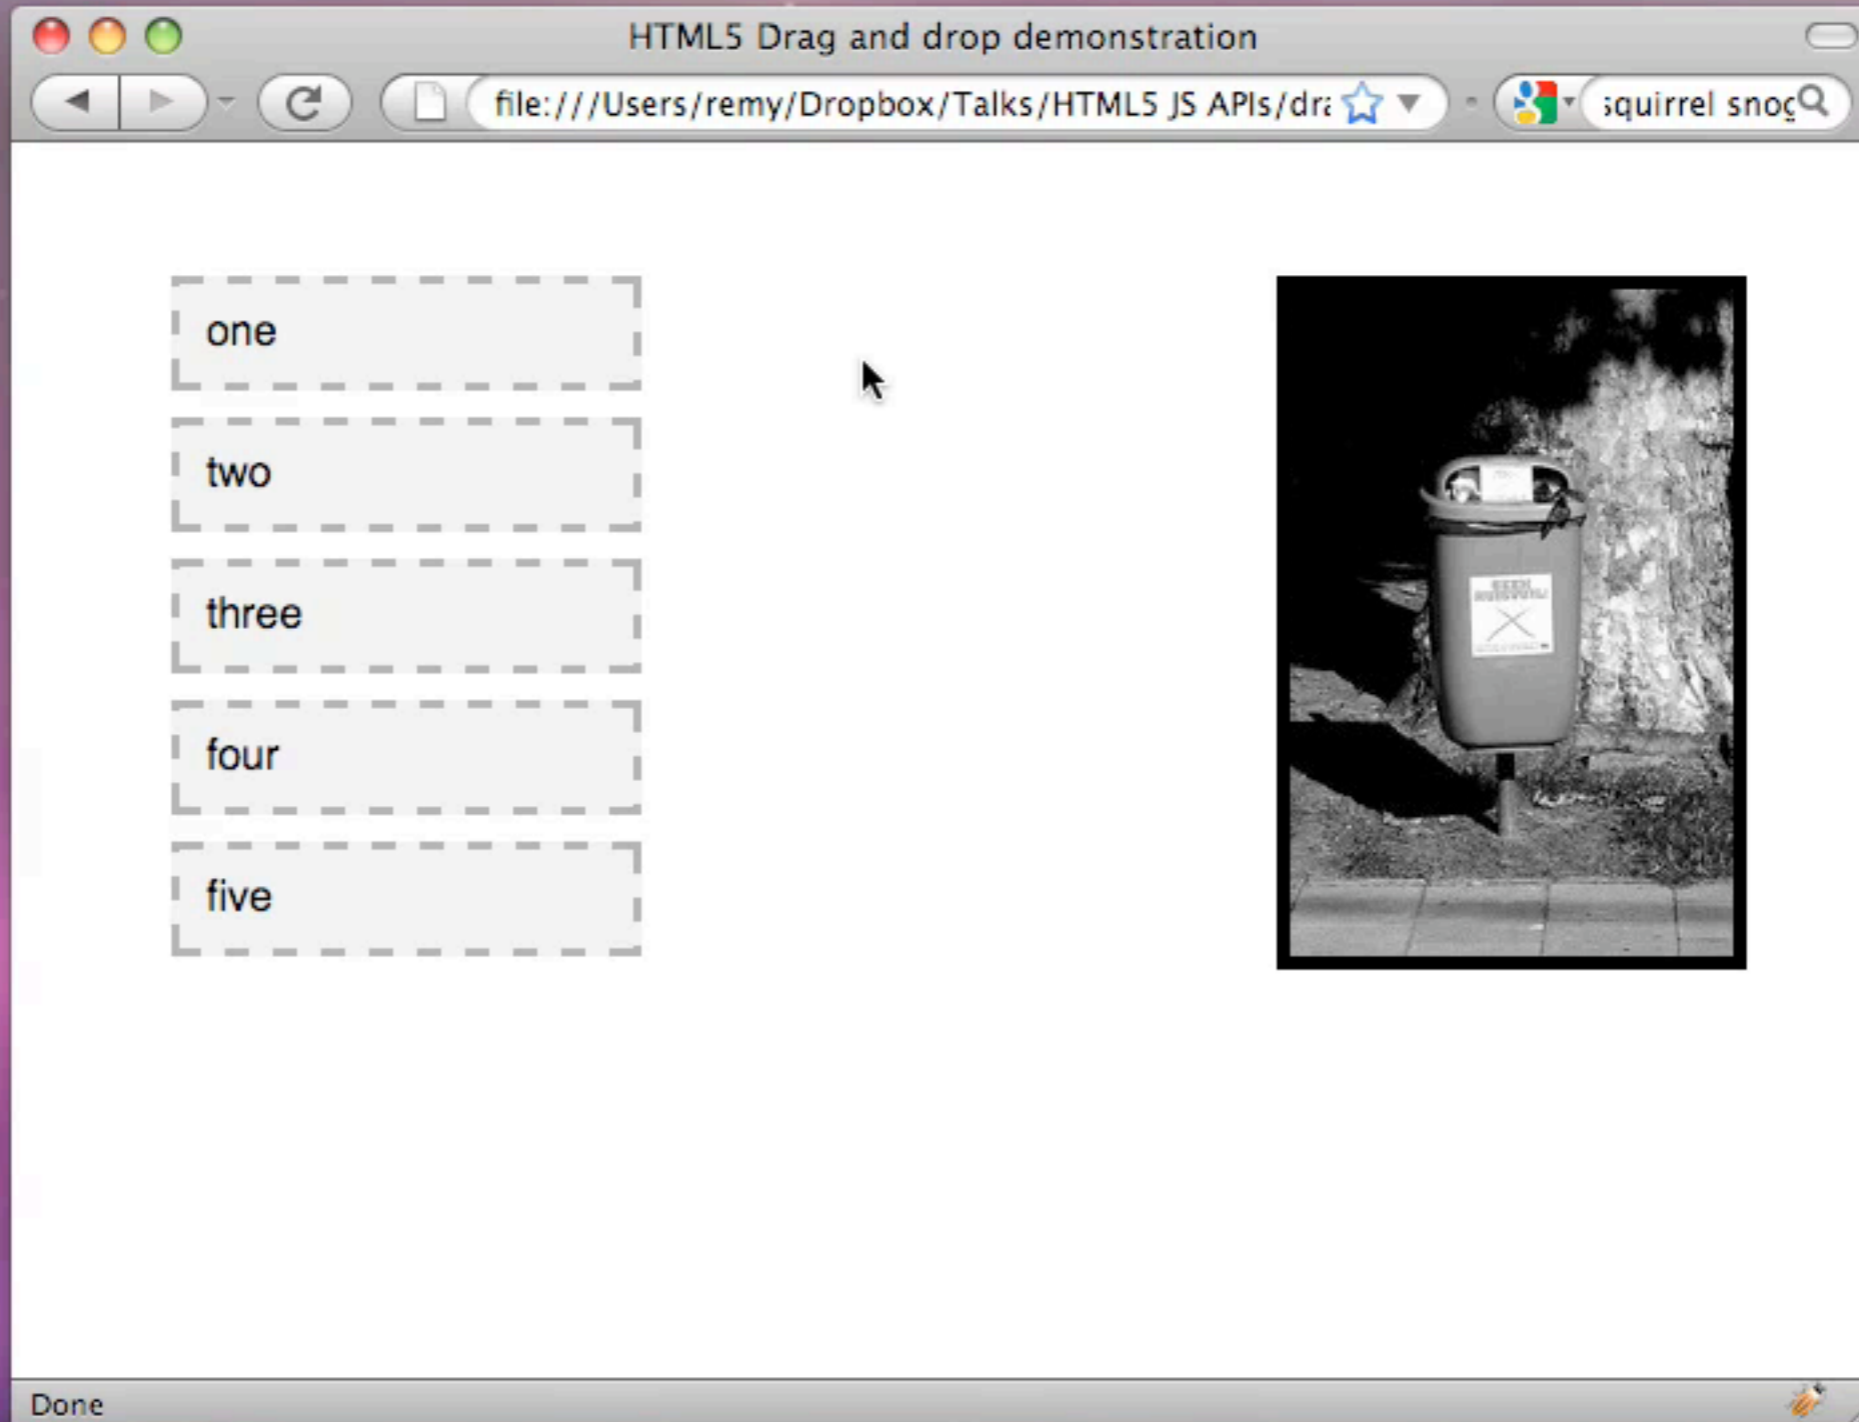 HTML5 Drag and drop demonstration
file:///Users/remy/Dropbox/Talks/HTML5 JS APIs/dra
squirrel snog
one
two
three
four
five
Done